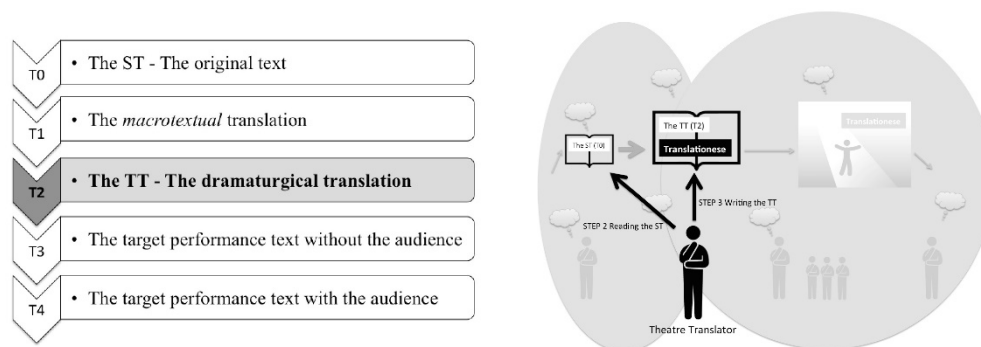 T0
• The ST - The original text
T1
• The macrotextual translation
T2
• The TT - The dramaturgical translation
T3
• The target performance text without the audience
T4
• The target performance text with the audience
The ST (T0)
The TT (T2)
Translationese
Translationese
STEP 3 Writing the TT
STEP 2 Reading the ST
Theatre Translator